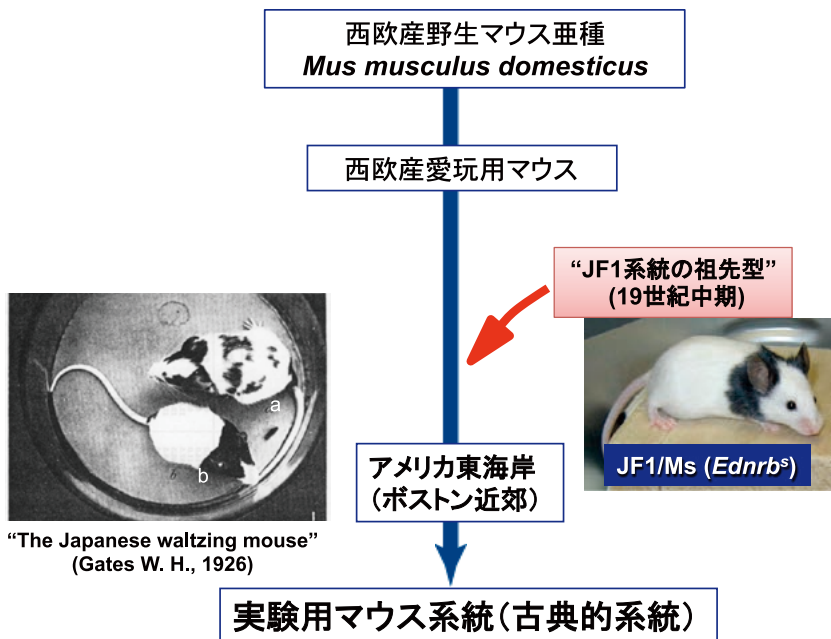 西欧産野生マウス亜種
Mus musculus domesticus
西欧産愛玩用マウス
“JF1系統の祖先型”
(19世紀中期)
a
b
JF1/Ms (Ednrbˢ)
アメリカ東海岸
（ボストン近郊）
“The Japanese waltzing mouse”
(Gates W. H., 1926)
実験用マウス系統（古典的系統）